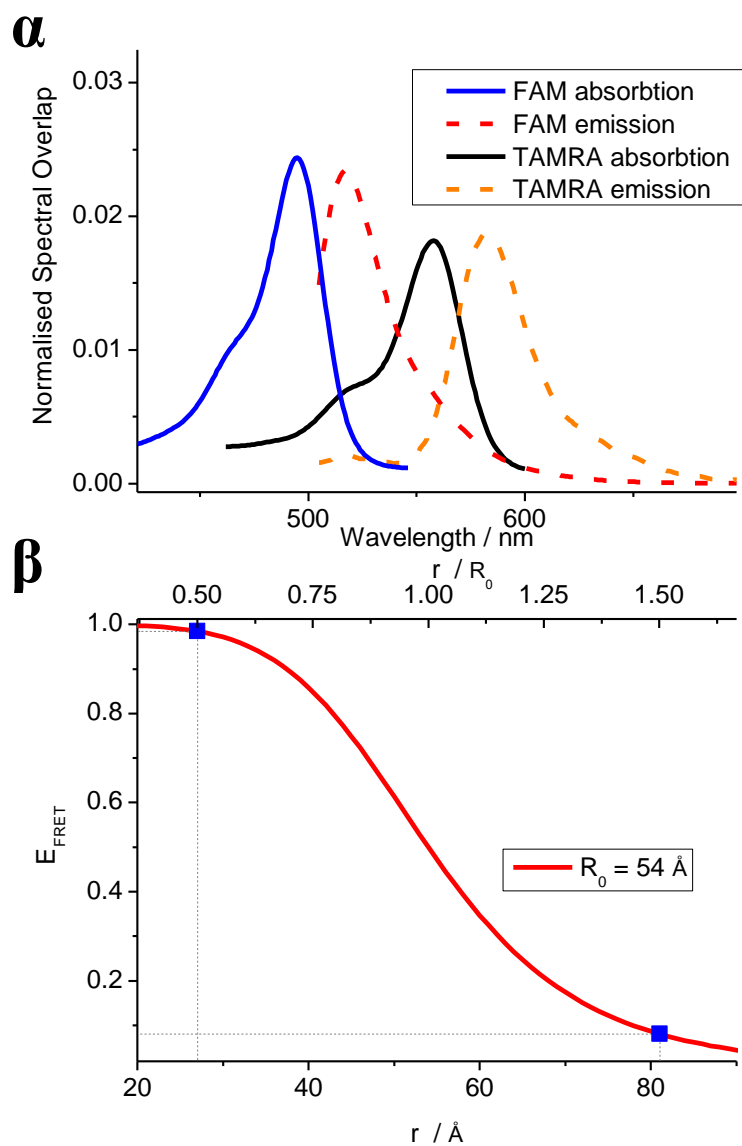 α
0.03
0.02
0.01
0.00
Normalised Spectral Overlap
FAM absorbtion
FAM emission
TAMRA absorbtion
TAMRA emission
500 600
Wavelength / nm
β
r / R₀
0.50 0.75 1.00 1.25 1.50
1.0
0.8
0.6
0.4
0.2
E_FRET
R₀ = 54 Å
20 40 60 80
r / Å